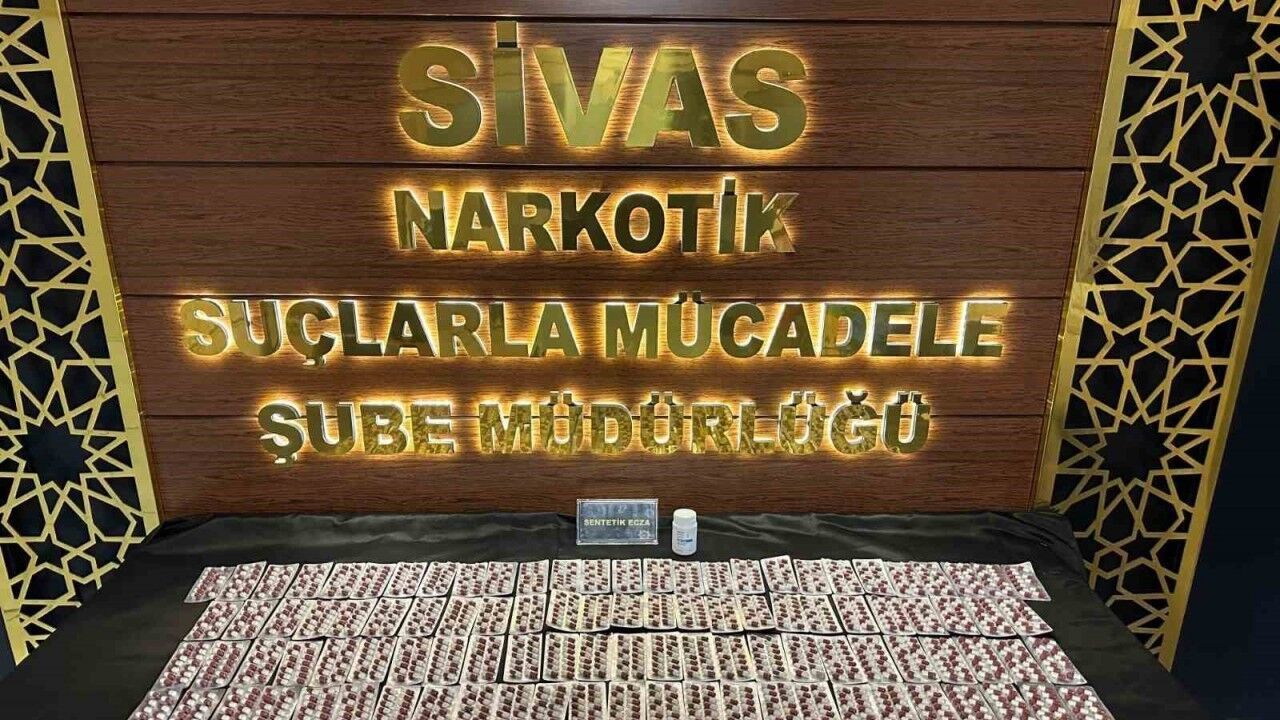 SİVAS
NARKOTİK
SUÇLARLA MÜCADELE
ŞUBE MÜDÜRLÜĞÜ
SENTETİK ECZA